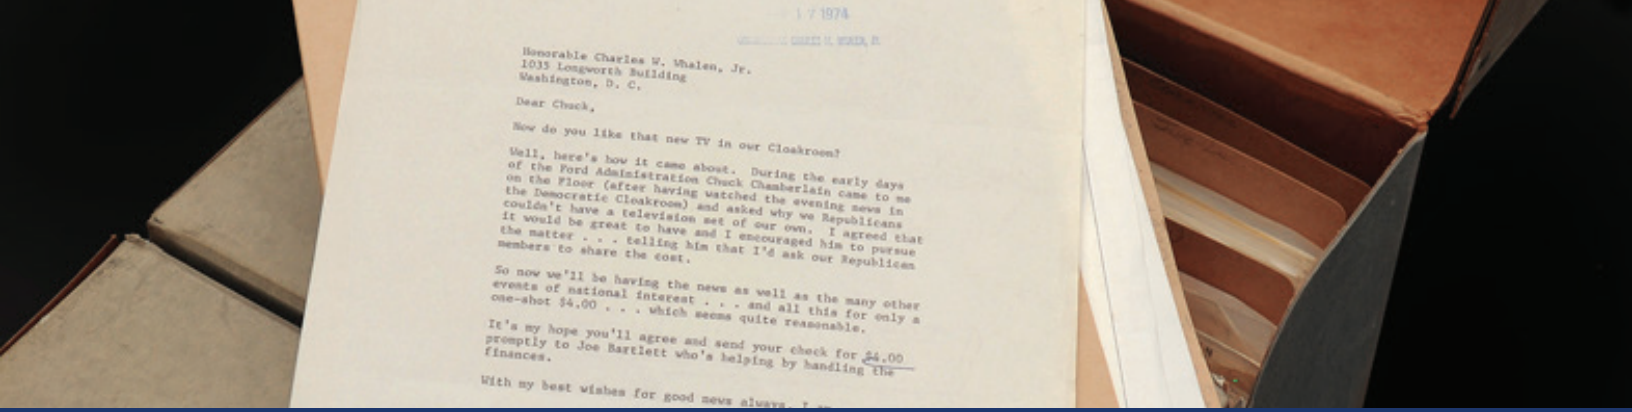 17 1974
Honorable Charles W. Whalen, Jr.
1035 Longworth Building
Washington, D. C.
Dear Chuck,
How do you like that new TV in our Cloakroom?
Well, here's how it came about. During the early days
of the Ford Administration Chuck Chamberlain came to me
on the Floor (after having watched the evening news in
the Democratic Cloakroom) and asked why we Republicans
couldn't have a television set of our own. I agreed that
it would be great to have and I encouraged him to pursue
the matter . . . telling him that I'd ask our Republican
members to share the cost.
So now we'll be having the news as well as the many other
events of national interest . . . and all this for only a
one-shot $4.00 . . . which seems quite reasonable.
It's my hope you'll agree and send your check for $4.00
promptly to Joe Bartlett who's helping by handling the
finances.
With my best wishes for good news always, I